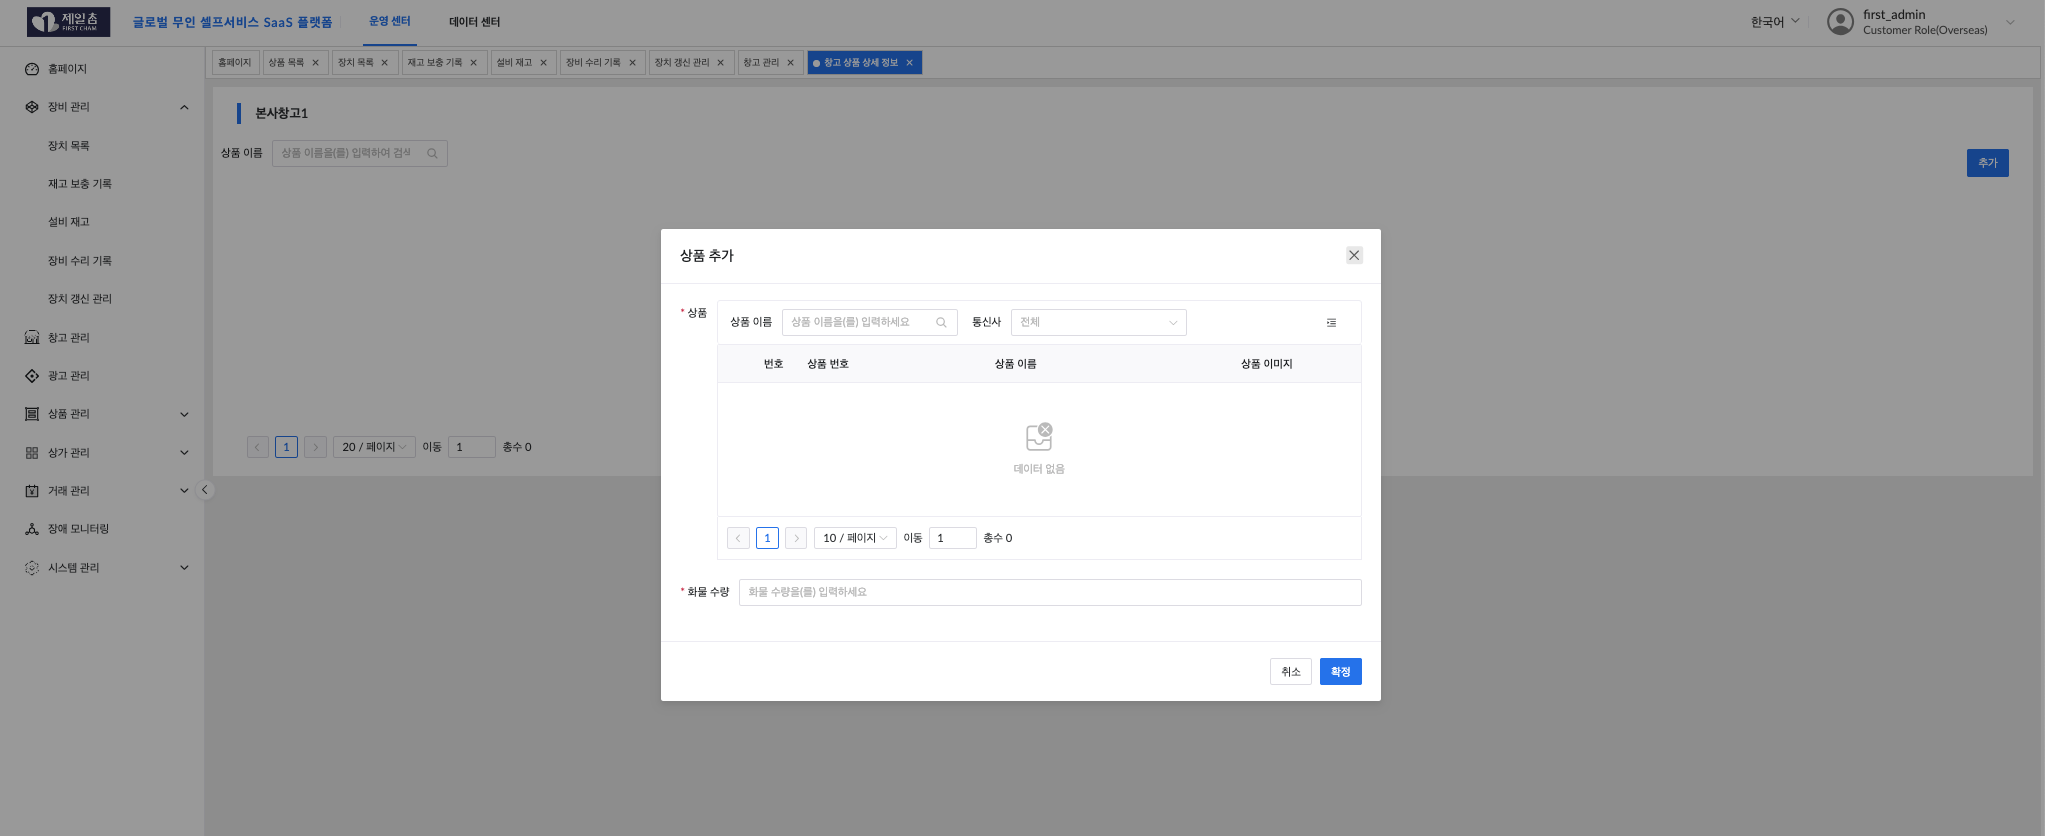 제일참
FIRST CHAM
글로벌 무인 셀프서비스 SaaS 플랫폼
운영 센터
데이터 센터
한국어
first_admin
Customer Role(Overseas)
홈페이지
상품 목록
장치 목록
재고 보충 기록
설비 재고
장비 수리 기록
장치 갱신 관리
창고 관리
창고 상품 상세 정보
홈페이지
장비 관리
장치 목록
재고 보충 기록
설비 재고
장비 수리 기록
장치 갱신 관리
창고 관리
광고 관리
상품 관리
상가 관리
거래 관리
장애 모니터링
시스템 관리
본사창고1
상품 이름
상품 이름을(를) 입력하여 검색
추가
1
20 / 페이지
이동
1
총수 0
상품 추가
* 상품
상품 이름
상품 이름을(를) 입력하세요
통신사
전체
번호
상품 번호
상품 이름
상품 이미지
데이터 없음
1
10 / 페이지
이동
1
총수 0
* 화물 수량
화물 수량을(를) 입력하세요
취소
확정